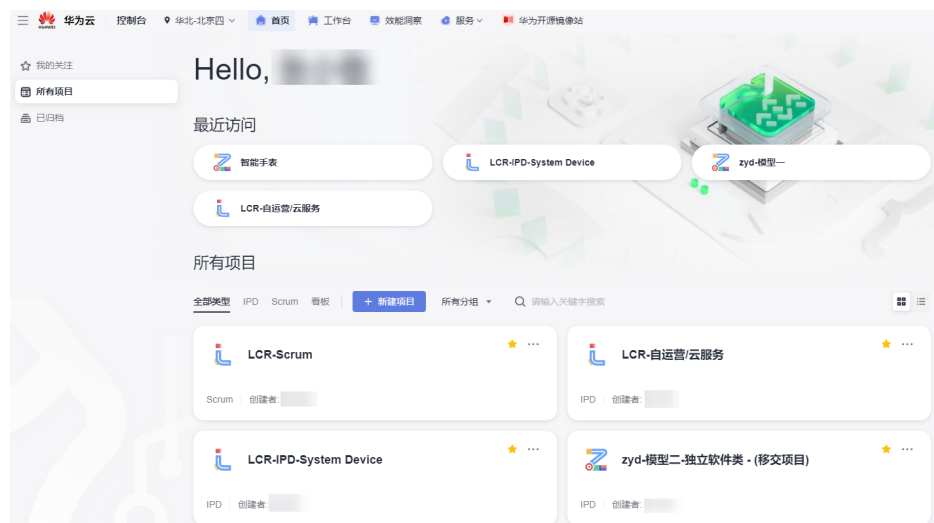 HUAWEI 华为云 控制台 华北-北京四 首页 工作台 效能洞察 服务 华为开源镜像站
我的关注
所有项目
已归档
Hello,
最近访问
智能手表 LCR-IPD-System Device zyd-模型一
LCR-自运营/云服务
所有项目
全部类型 IPD Scrum 看板 + 新建项目 所有分组 请输入关键字搜索
LCR-Scrum LCR-自运营/云服务
Scrum 创建者: IPD 创建者:
LCR-IPD-System Device zyd-模型二-独立软件类 - (移交项目)
IPD 创建者: IPD 创建者: